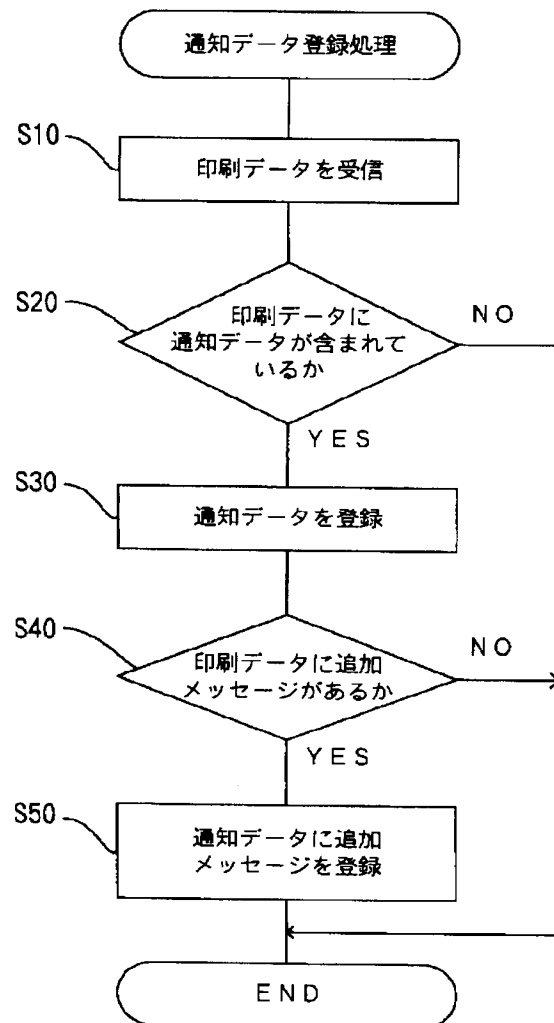 通知データ登録処理
S10
印刷データを受信
S20
印刷データに
通知データが含まれて
いるか
NO
YES
S30
通知データを登録
S40
印刷データに追加
メッセージがあるか
NO
YES
S50
通知データに追加
メッセージを登録
END